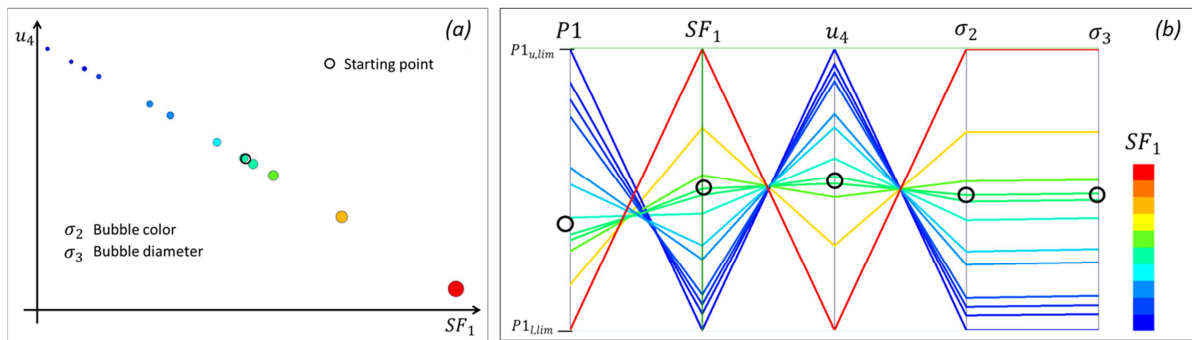 (a)
u₄
Starting point
σ₂ Bubble color
σ₃ Bubble diameter
SF₁
(b)
P1 SF₁ u₄ σ₂ σ₃
P1ᵤ,ₗᵢₘ
SF₁
P1ₗ,ₗᵢₘ